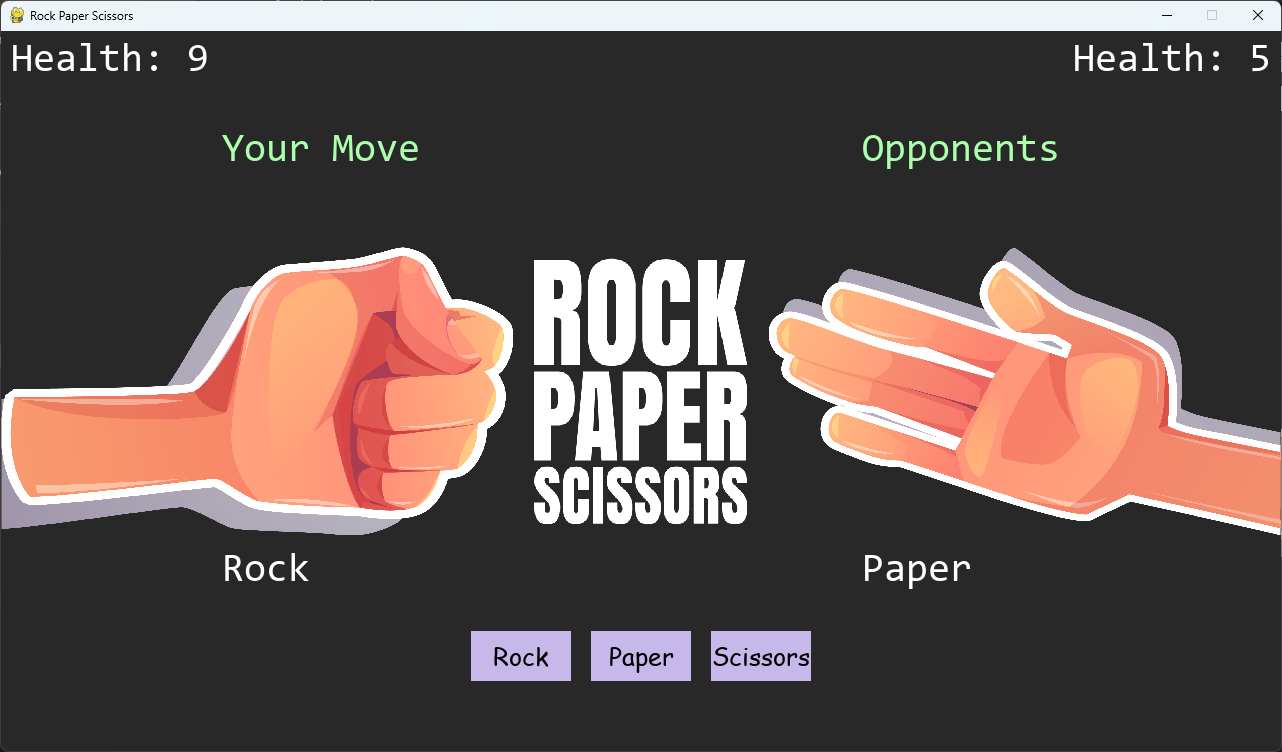 Rock Paper Scissors
Health: 9
Health: 5
Your Move
Opponents
ROCK
PAPER
SCISSORS
Rock
Paper
Rock
Paper
Scissors